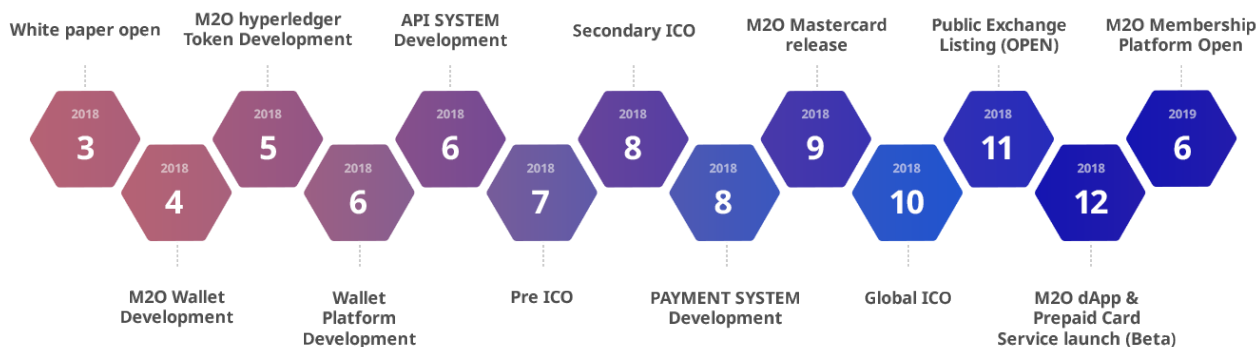 White paper open
M2O hyperledger
Token Development
API SYSTEM
Development
Secondary ICO
M2O Mastercard
release
Public Exchange
Listing (OPEN)
M2O Membership
Platform Open
2018
3
2018
5
2018
6
2018
8
2018
9
2018
11
2019
6
2018
4
2018
6
2018
7
2018
8
2018
10
2018
12
M2O Wallet
Development
Wallet
Platform
Development
Pre ICO
PAYMENT SYSTEM
Development
Global ICO
M2O dApp &
Prepaid Card
Service launch (Beta)